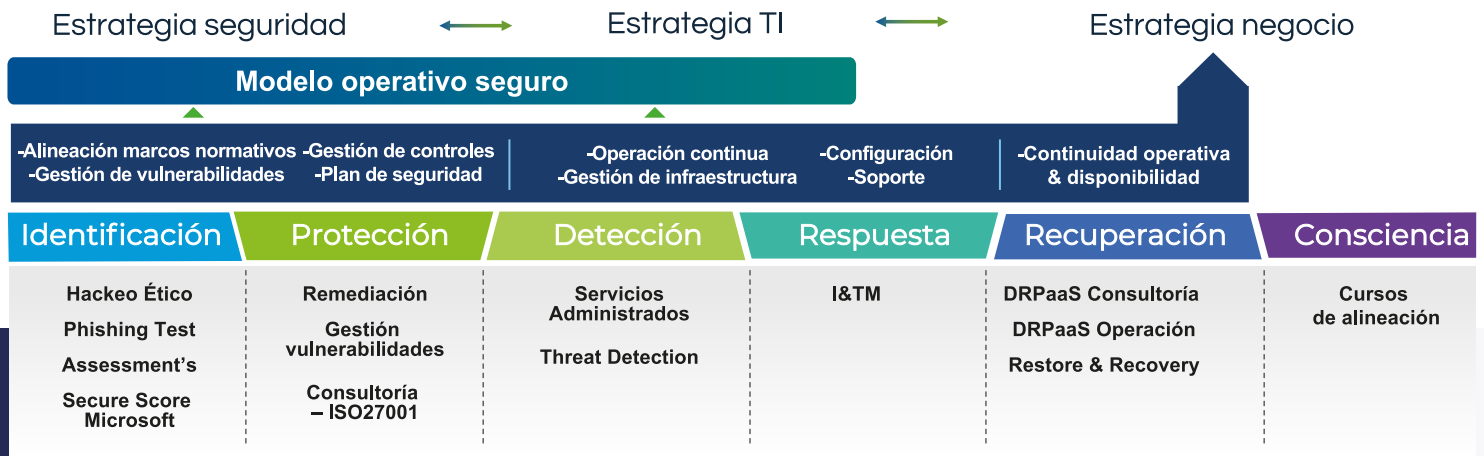 Estrategia seguridad
Estrategia TI
Estrategia negocio
Modelo operativo seguro
-Alineación marcos normativos
-Gestión de vulnerabilidades
-Gestión de controles
-Plan de seguridad
-Operación continua
-Gestión de infraestructura
-Configuración
-Soporte
-Continuidad operativa
& disponibilidad
Identificación
Protección
Detección
Respuesta
Recuperación
Consciencia
Hackeo Ético
Phishing Test
Assessment’s
Secure Score
Microsoft
Remediación
Gestión
vulnerabilidades
Consultoría
– ISO27001
Servicios
Administrados
Threat Detection
I&TM
DRPaaS Consultoría
DRPaaS Operación
Restore & Recovery
Cursos
de alineación